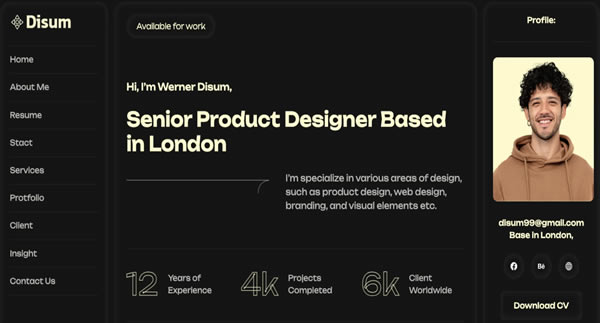 Disum
Home
About Me
Resume
Stact
Services
Protfolio
Client
Insight
Contact Us
Available for work
Hi, I'm Werner Disum,
Senior Product Designer Based
in London
I'm specialize in various areas of design,
such as product design, web design,
branding, and visual elements etc.
12 Years of
Experience
4k Projects
Completed
6k Client
Worldwide
Profile:
disum99@gmail.com
Base in London,
Bē
Download CV